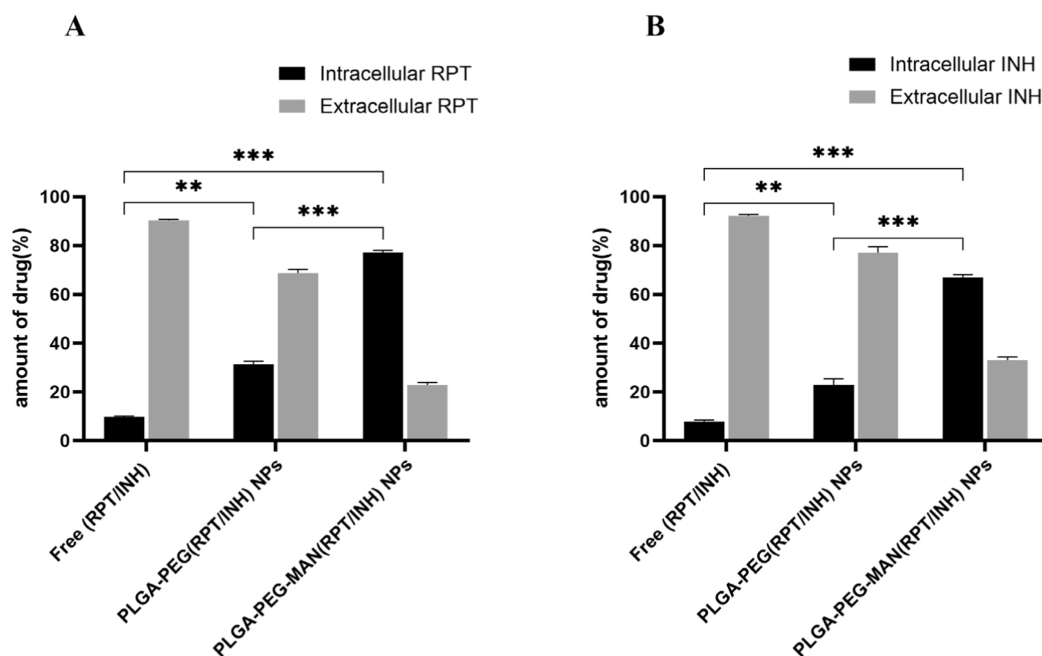 A
Intracellular RPT
Extracellular RPT
***
**
***
amount of drug(%)
100
80
60
40
20
0
Free (RPT/INH)
PLGA-PEG(RPT/INH) NPs
PLGA-PEG-MAN(RPT/INH) NPs
B
Intracellular INH
Extracellular INH
***
**
***
amount of drug(%)
100
80
60
40
20
0
Free (RPT/INH)
PLGA-PEG(RPT/INH) NPs
PLGA-PEG-MAN(RPT/INH) NPs